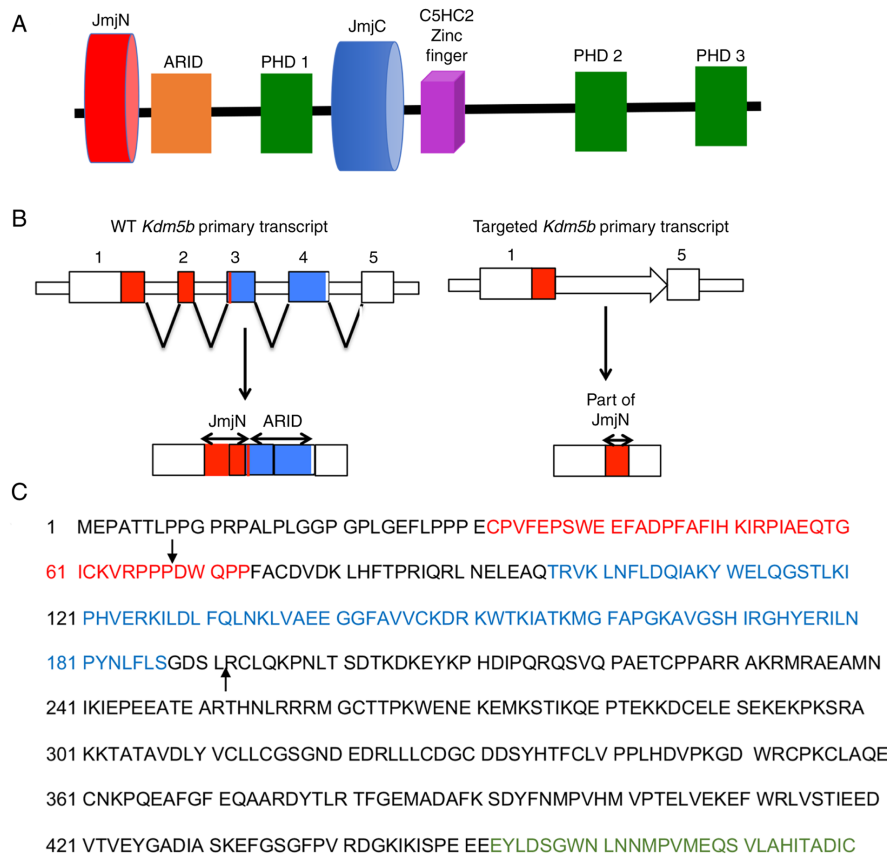 A
JmjN
ARID
PHD 1
JmjC
C5HC2
Zinc
finger
PHD 2
PHD 3
B
WT Kdm5b primary transcript
1 2 3 4 5
JmjN ARID
Targeted Kdm5b primary transcript
1 5
Part of
JmjN
C
1 MEPATTLPPG PRPALPLGGP GPLGEFLPPP ECPVFEPSWE EFADPFAFIH KIRPIAEQTG
61 ICKVRPPPDW QPPFACDVDK LHFTPRIQRL NELEAQTRVK LNFLDQIAKY WELQGSTLKI
121 PHVERKILDL FQLNKLVAEE GGFAVVCKDR KWTKIATKMG FAPGKAVGSH IRGHYERILN
181 PYNLFLSGDS LRCLQKPNLT SDTKDKEYKP HDIPQRQSVQ PAETCPPARR AKRMRAEAMN
241 IKIEPEEATE ARTHNLRRRM GCTTPKWENE KEMKSTIKQE PTEKKDCELE SEKEKPKSRA
301 KKTATAVDLY VCLLCGSGND EDRLLLCDGC DDSYHTFCLV PPLHDVPKGD WRCPKCLAQE
361 CNKPQEAFGF EQAARDYTLR TFGEMADAFK SDYFNMPVHM VPTELVEKEF WRLVSTIEED
421 VTVEYGADIA SKEFGSGFPV RDGKIKISPE EEEYLDSGWN LNNMPVMEQS VLAHITADIC